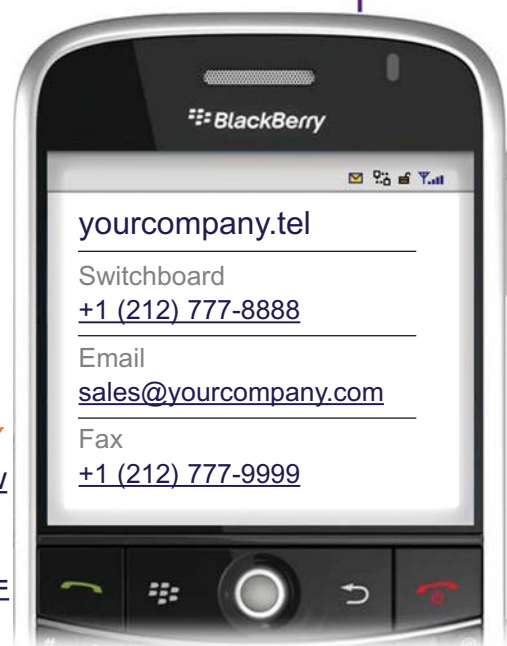 BlackBerry
yourcompany.tel
Switchboard
+1 (212) 777-8888
Email
sales@yourcompany.com
Fax
+1 (212) 777-9999